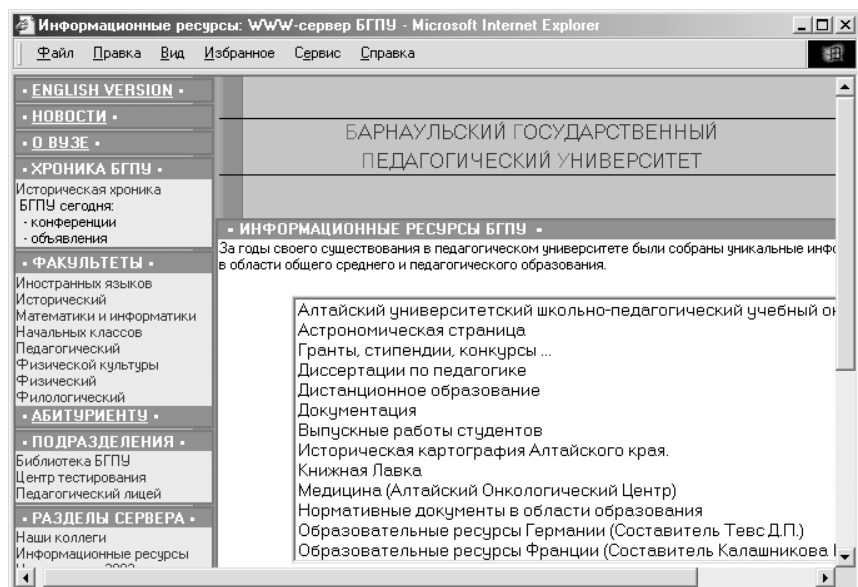 Информационные ресурсы: WWW-сервер БГПУ - Microsoft Internet Explorer
Файл Правка Вид Избранное Сервис Справка
• ENGLISH VERSION •
• НОВОСТИ •
• О ВУЗЕ •
• ХРОНИКА БГПУ •
Историческая хроника
БГПУ сегодня:
- конференции
- объявления
• ФАКУЛЬТЕТЫ •
Иностранных языков
Исторический
Математики и информатики
Начальных классов
Педагогический
Физической культуры
Физический
Филологический
• АБИТУРИЕНТУ •
• ПОДРАЗДЕЛЕНИЯ •
Библиотека БГПУ
Центр тестирования
Педагогический лицей
• РАЗДЕЛЫ СЕРВЕРА •
Наши коллеги
Информационные ресурсы
БАРНАУЛЬСКИЙ ГОСУДАРСТВЕННЫЙ
ПЕДАГОГИЧЕСКИЙ УНИВЕРСИТЕТ
• ИНФОРМАЦИОННЫЕ РЕСУРСЫ БГПУ •
За годы своего существования в педагогическом университете были собраны уникальные инфо
в области общего среднего и педагогического образования.
Алтайский университетский школьно-педагогический учебный ок
Астрономическая страница
Гранты, стипендии, конкурсы ...
Диссертации по педагогике
Дистанционное образование
Документация
Выпускные работы студентов
Историческая картография Алтайского края.
Книжная Лавка
Медицина (Алтайский Онкологический Центр)
Нормативные документы в области образования
Образовательные ресурсы Германии (Составитель Тевс Д.П.)
Образовательные ресурсы Франции (Составитель Калашникова